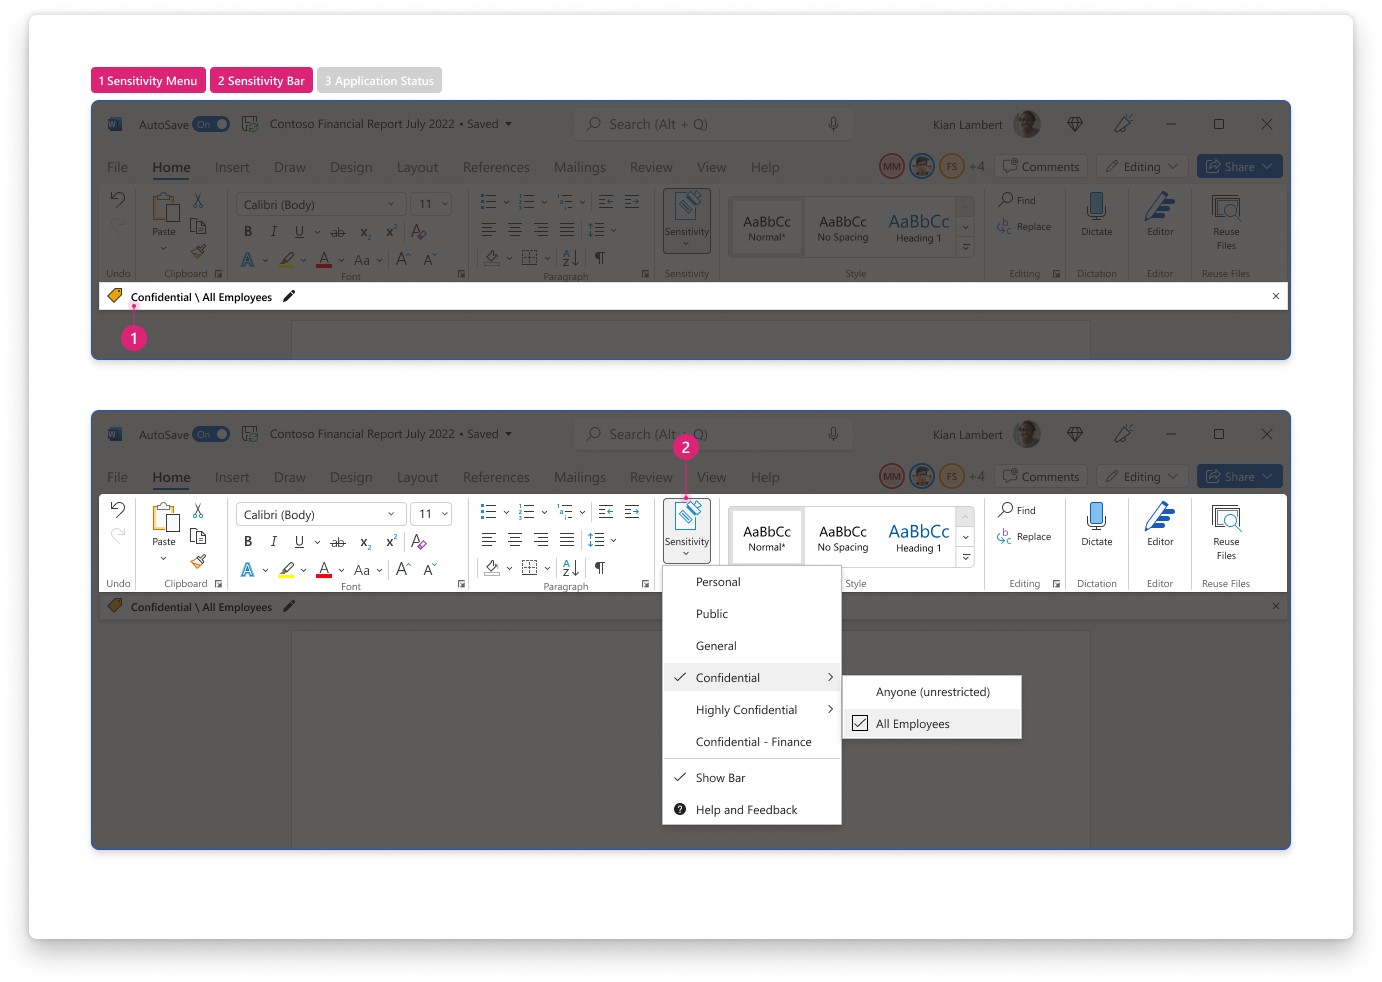 1 Sensitivity Menu 2 Sensitivity Bar 3 Application Status
W AutoSave On Contoso Financial Report July 2022 • Saved Search (Alt + Q) Kian Lambert
File Home Insert Draw Design Layout References Mailings Review View Help MM FS +4 Comments Editing Share
Calibri (Body) 11
Paste Sensitivity AaBbCc AaBbCc AaBbCc Find Replace Dictate Editor Reuse Files
Normal* No Spacing Heading 1
B I U ab x₂ x² A
A A Aa A A A Z ¶
Undo Clipboard Font Paragraph Sensitivity Style Editing Dictation Editor Reuse Files
Confidential \ All Employees
1
W AutoSave On Contoso Financial Report July 2022 • Saved Search (Alt + Q) Kian Lambert
2
File Home Insert Draw Design Layout References Mailings Review View Help MM FS +4 Comments Editing Share
Calibri (Body) 11
Paste Sensitivity AaBbCc AaBbCc AaBbCc Find Replace Dictate Editor Reuse Files
Normal* No Spacing Heading 1
B I U ab x₂ x² A
A A Aa A A A Z ¶
Undo Clipboard Font Paragraph Style Editing Dictation Editor Reuse Files
Confidential \ All Employees
Personal
Public
General
Confidential
Anyone (unrestricted)
All Employees
Highly Confidential
Confidential - Finance
Show Bar
Help and Feedback